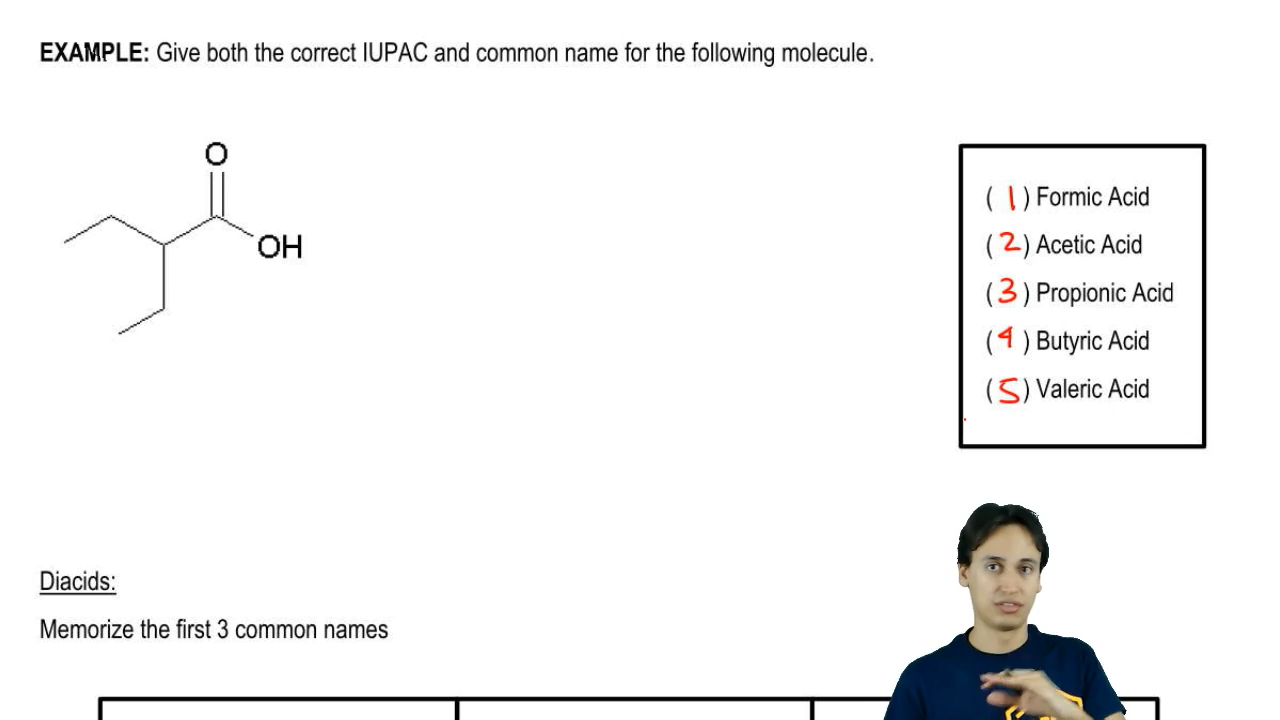 EXAMPLE: Give both the correct IUPAC and common name for the following molecule.
O
OH
(1) Formic Acid
(2) Acetic Acid
(3) Propionic Acid
(4) Butyric Acid
(5) Valeric Acid
Diacids:
Memorize the first 3 common names